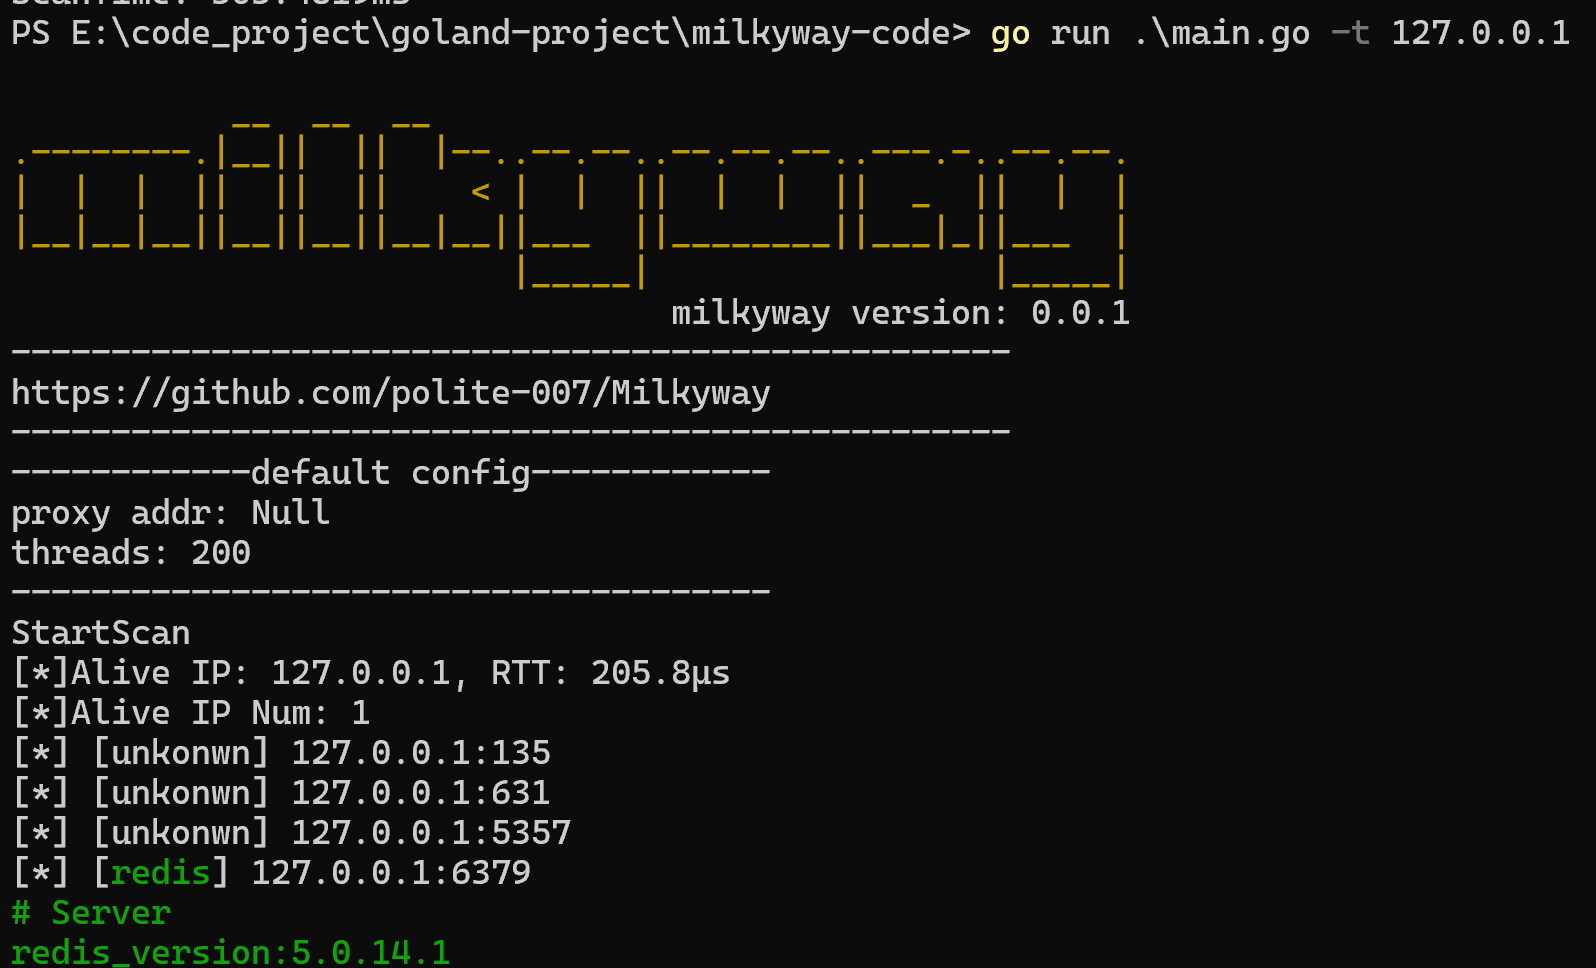 PS E:\code_project\goland-project\milkyway-code> go run .\main.go -t 127.0.0.1
milkyway
milkyway version: 0.0.1
--------------------------------------------------
https://github.com/polite-007/Milkyway
--------------------------------------------------
------------default config------------
proxy addr: Null
threads: 200
--------------------------------------
StartScan
[*]Alive IP: 127.0.0.1, RTT: 205.8µs
[*]Alive IP Num: 1
[*] [unkonwn] 127.0.0.1:135
[*] [unkonwn] 127.0.0.1:631
[*] [unkonwn] 127.0.0.1:5357
[*] [redis] 127.0.0.1:6379
# Server
redis_version:5.0.14.1